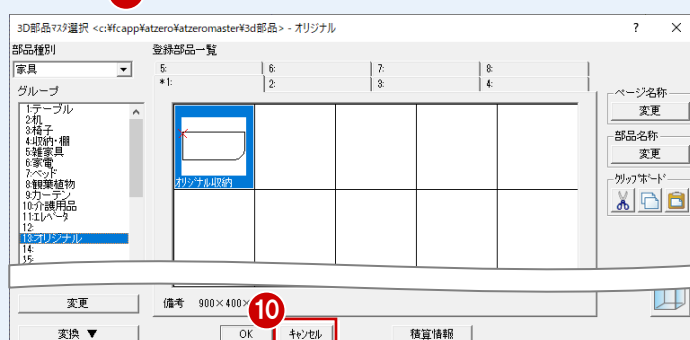 3D部品マスタ選択 <c:¥fcapp¥atzero¥atzeromaster¥3d部品> - オリジナル ? ×
部品種別
家具
グループ
1:テーブル
2:机
3:椅子
4:収納・棚
5:雑家具
6:家電
7:ベッド
8:観葉植物
9:カーテン
10:介護用品
11:エレベータ
12:
13:オリジナル
14:
15:
変更
変換 ▼
登録部品一覧
5: 6: 7: 8:
*1: 2: 3: 4:
オリジナル収納
備考 900×400×
10
OK キャンセル 積算情報
ページ名称
変更
部品名称
変更
クリップボード